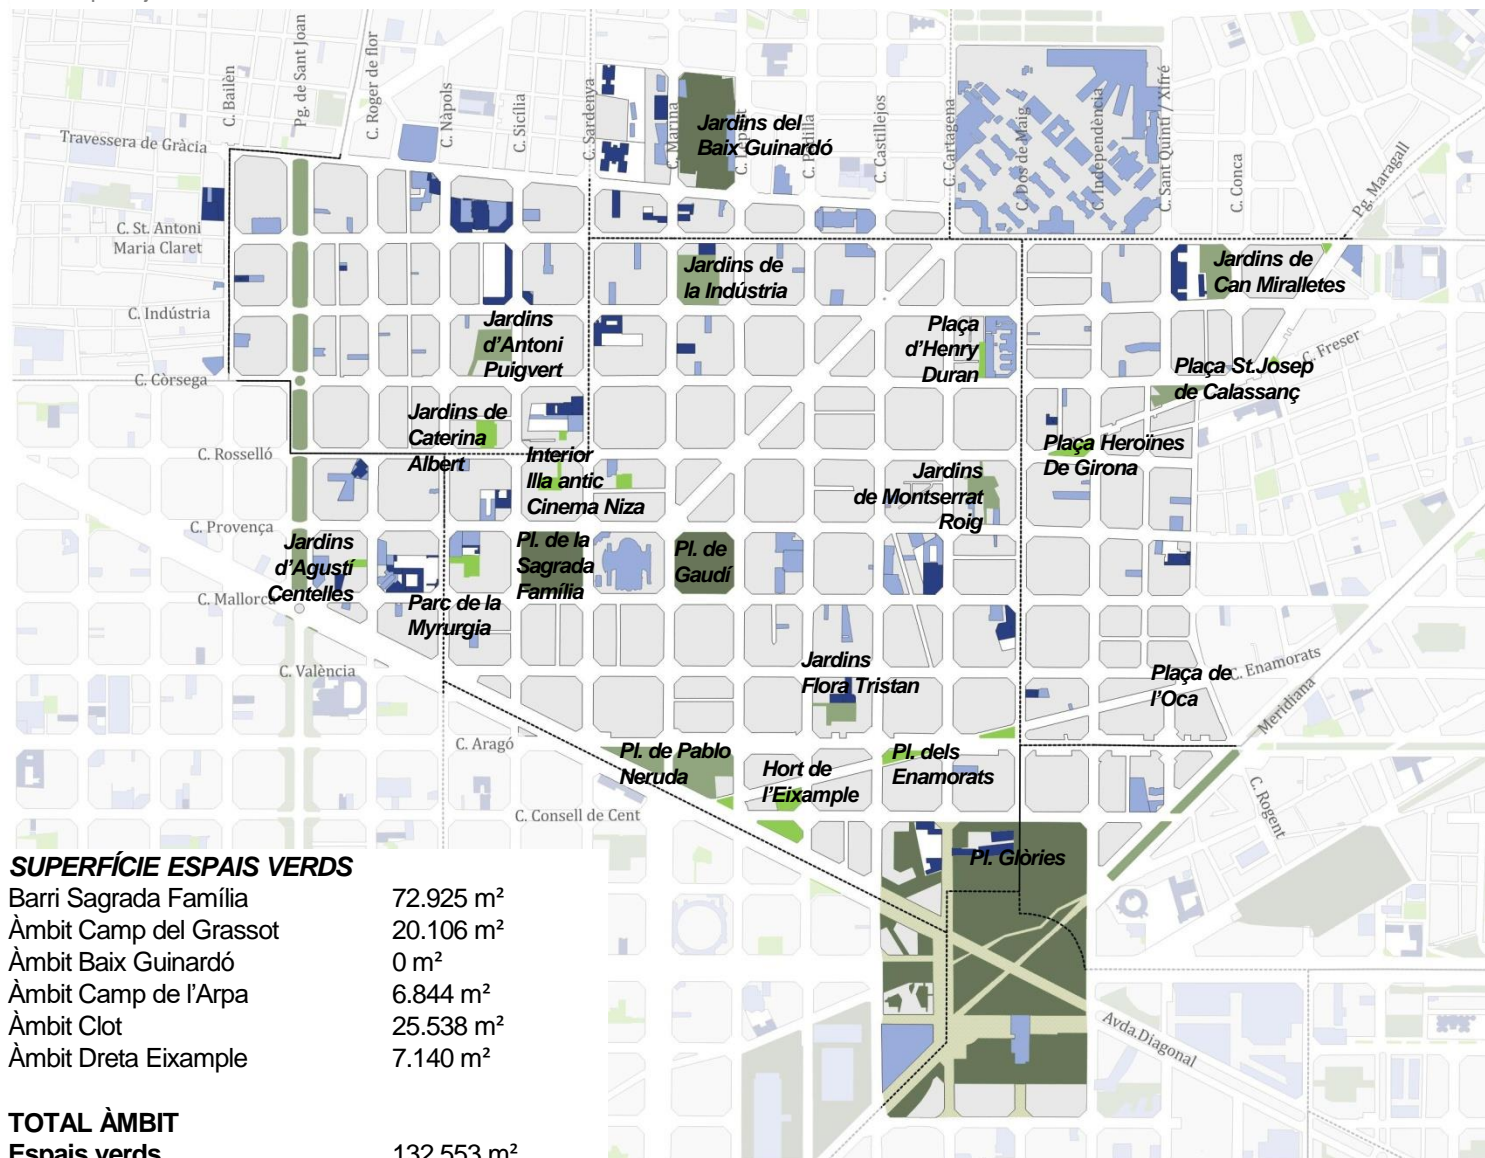 C. Bailèn
Pg. de Sant Joan
C. Roger de flor
C. Nàpols
C. Sicília
C. Sardenya
C. Marina
C. Castillejos
C. Cartagena
C. Dos de Maig
C. Independència
C. Sant Quintí / Xifré
C. Conca
Pg. Maragall
Travessera de Gràcia
Jardins del
Baix Guinardó
C. St. Antoni
Maria Claret
Jardins de
la Indústria
Jardins de
Can Miralletes
C. Indústria
Jardins
d'Antoni
Puigvert
Plaça
d'Henry
Duran
C. Freser
Plaça St.Josep
de Calassanç
C. Còrsega
Jardins de
Caterina
Albert
C. Rosselló
Interior
Illa antic
Cinema Niza
Jardins
de Montserrat
Roig
Plaça Heroïnes
De Girona
C. Provença
Jardins
d'Agustí
Centelles
Pl. de la
Sagrada
Família
Pl. de
Gaudí
C. Mallorca
Parc de la
Myrurgia
C. València
Jardins
Flora Tristan
Plaça de
l'Oca
C. Enamorats
Meridiana
C. Aragó
Pl. de Pablo
Neruda
Hort de
l'Eixample
Pl. dels
Enamorats
C. Rogent
C. Consell de Cent
Pl. Glòries
Avda.Diagonal
SUPERFÍCIE ESPAIS VERDS
Barri Sagrada Família 72.925 m²
Àmbit Camp del Grassot 20.106 m²
Àmbit Baix Guinardó 0 m²
Àmbit Camp de l'Arpa 6.844 m²
Àmbit Clot 25.538 m²
Àmbit Dreta Eixample 7.140 m²
TOTAL ÀMBIT
Espais verds 132.553 m²